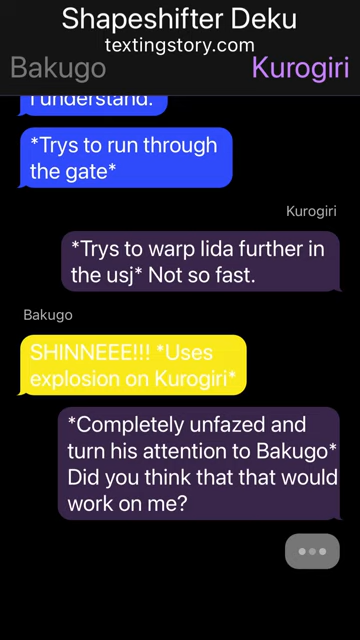 Shapeshifter Deku
textingstory.com
Bakugo
Kurogiri
I understand.
*Trys to run through
the gate*
Kurogiri
*Trys to warp Iida further in
the usj* Not so fast.
Bakugo
SHINNEEE!!! *Uses
explosion on Kurogiri*
*Completely unfazed and
turn his attention to Bakugo*
Did you think that that would
work on me?